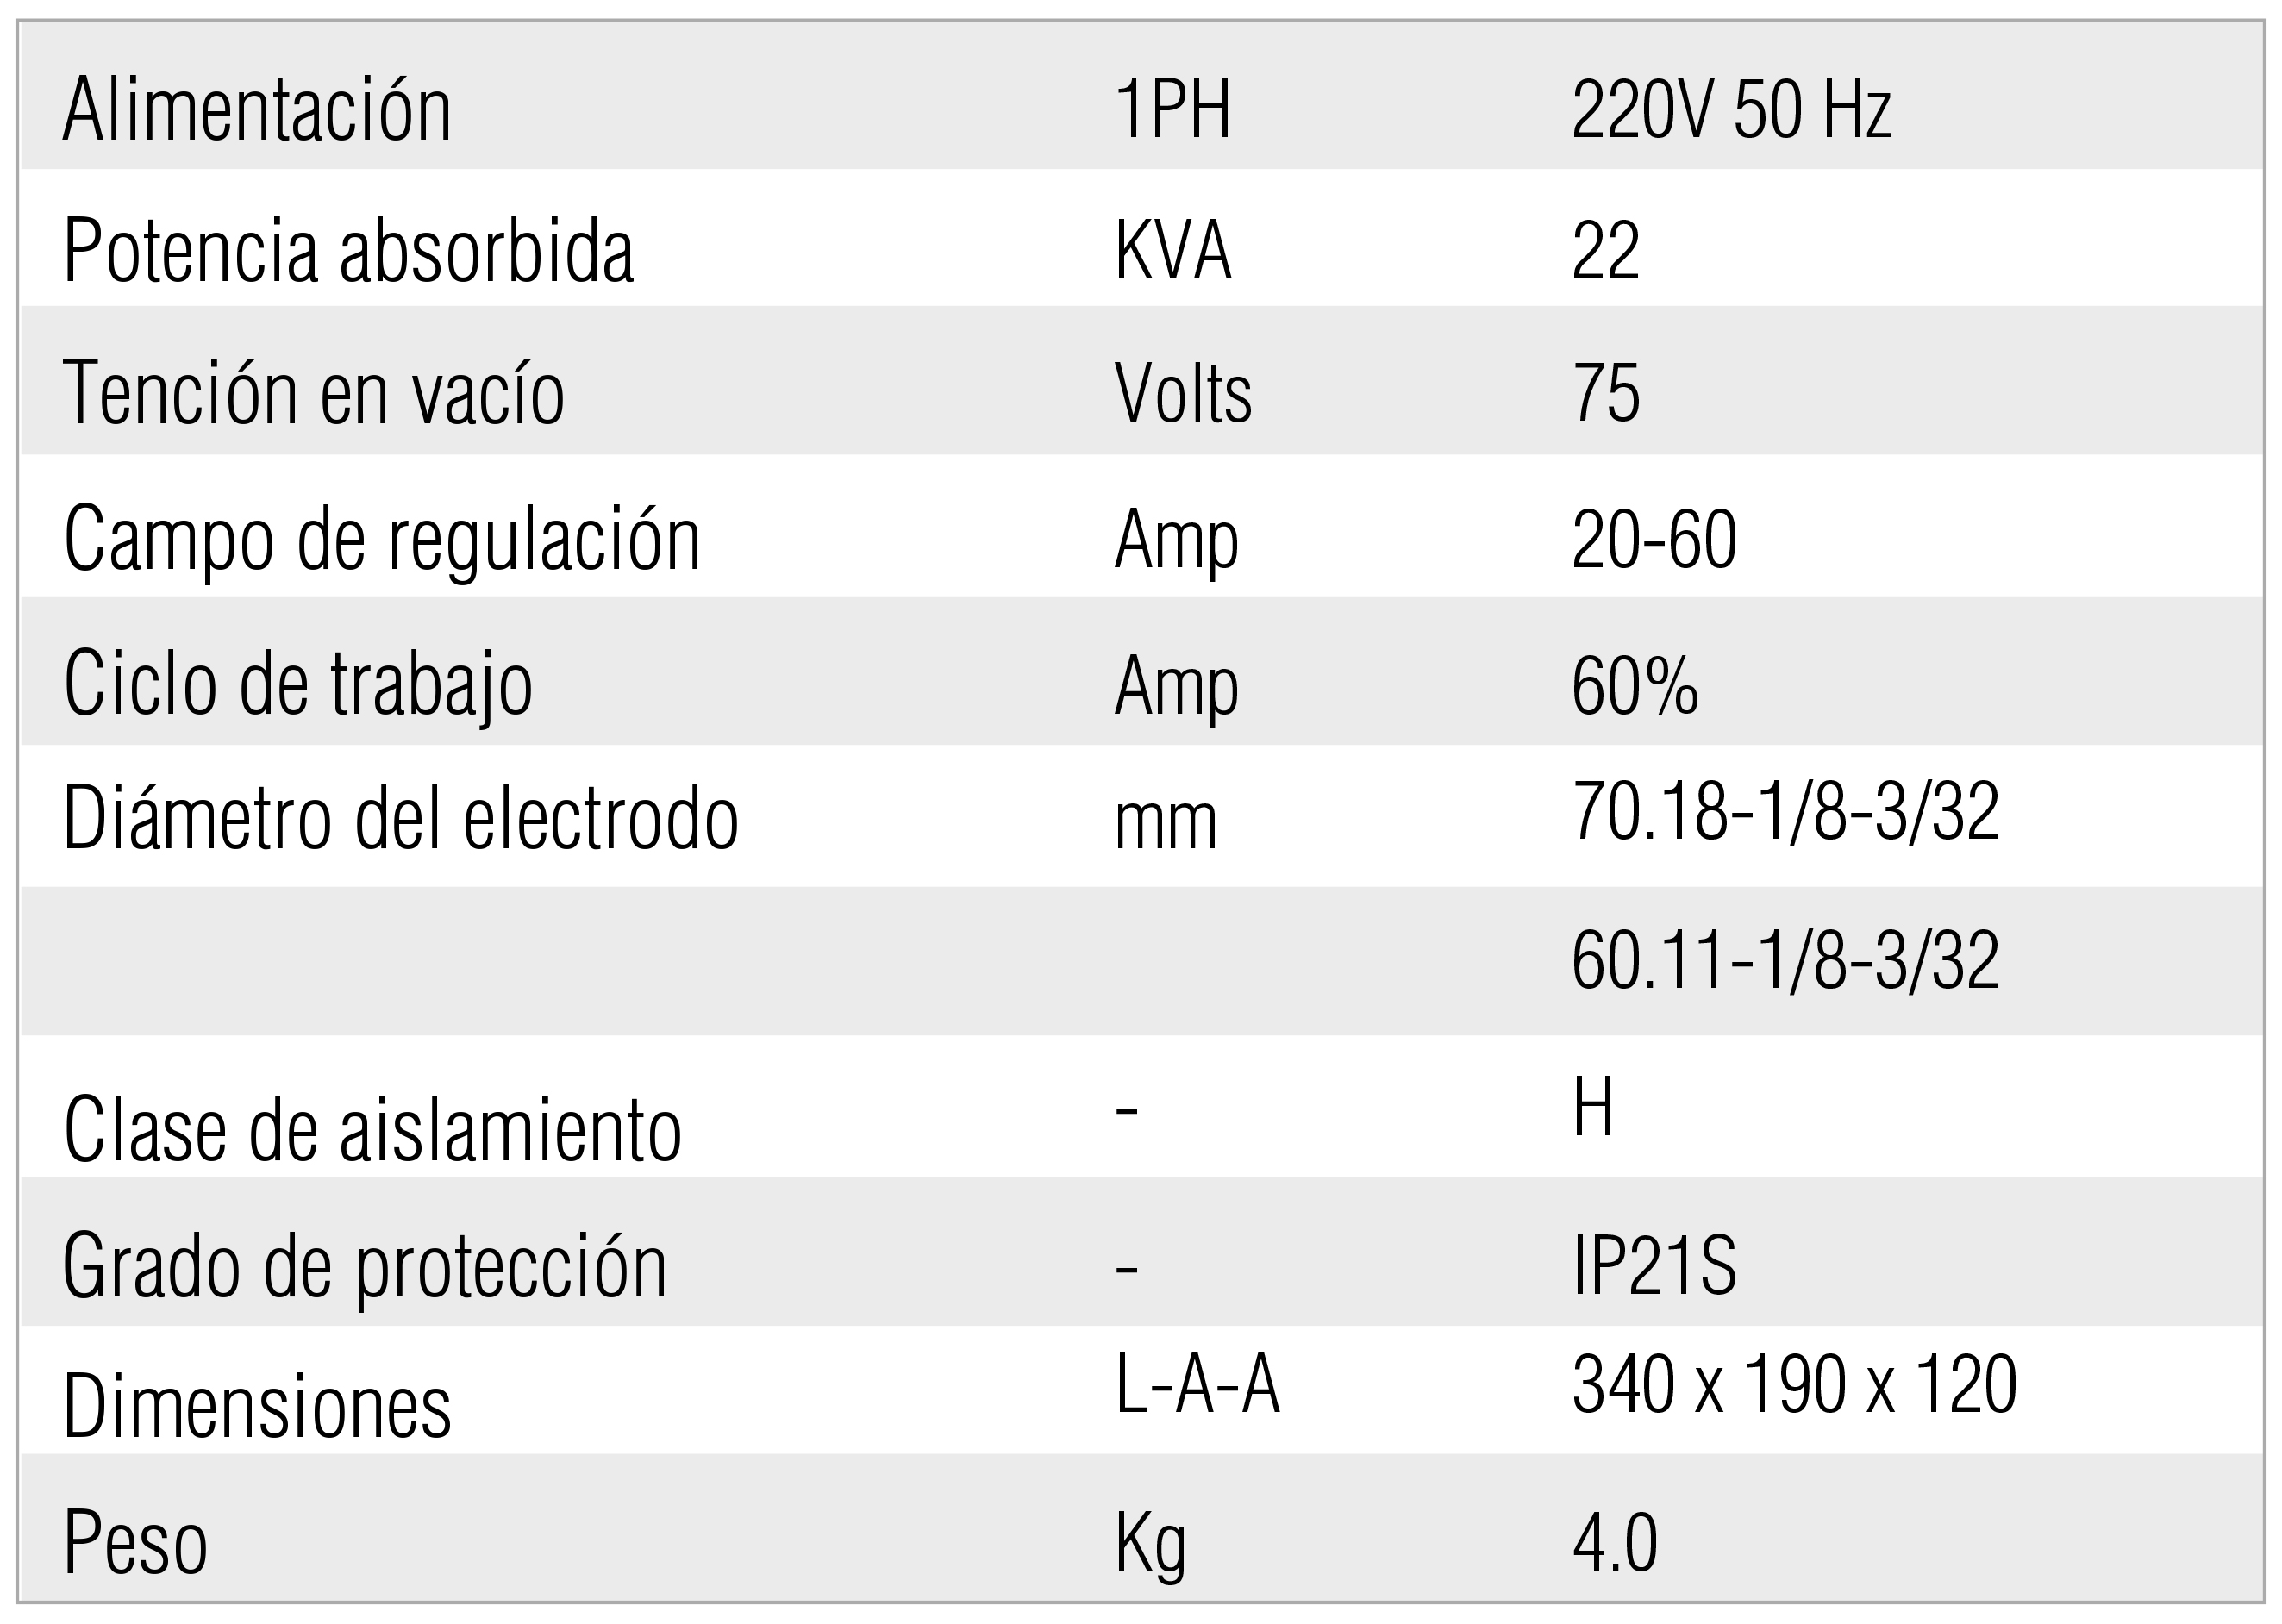 Alimentación 1PH 220V 50 Hz
Potencia absorbida KVA 22
Tención en vacío Volts 75
Campo de regulación Amp 20-60
Ciclo de trabajo Amp 60%
Diámetro del electrodo mm 70.18-1/8-3/32
60.11-1/8-3/32
Clase de aislamiento - H
Grado de protección - IP21S
Dimensiones L-A-A 340 x 190 x 120
Peso Kg 4.0